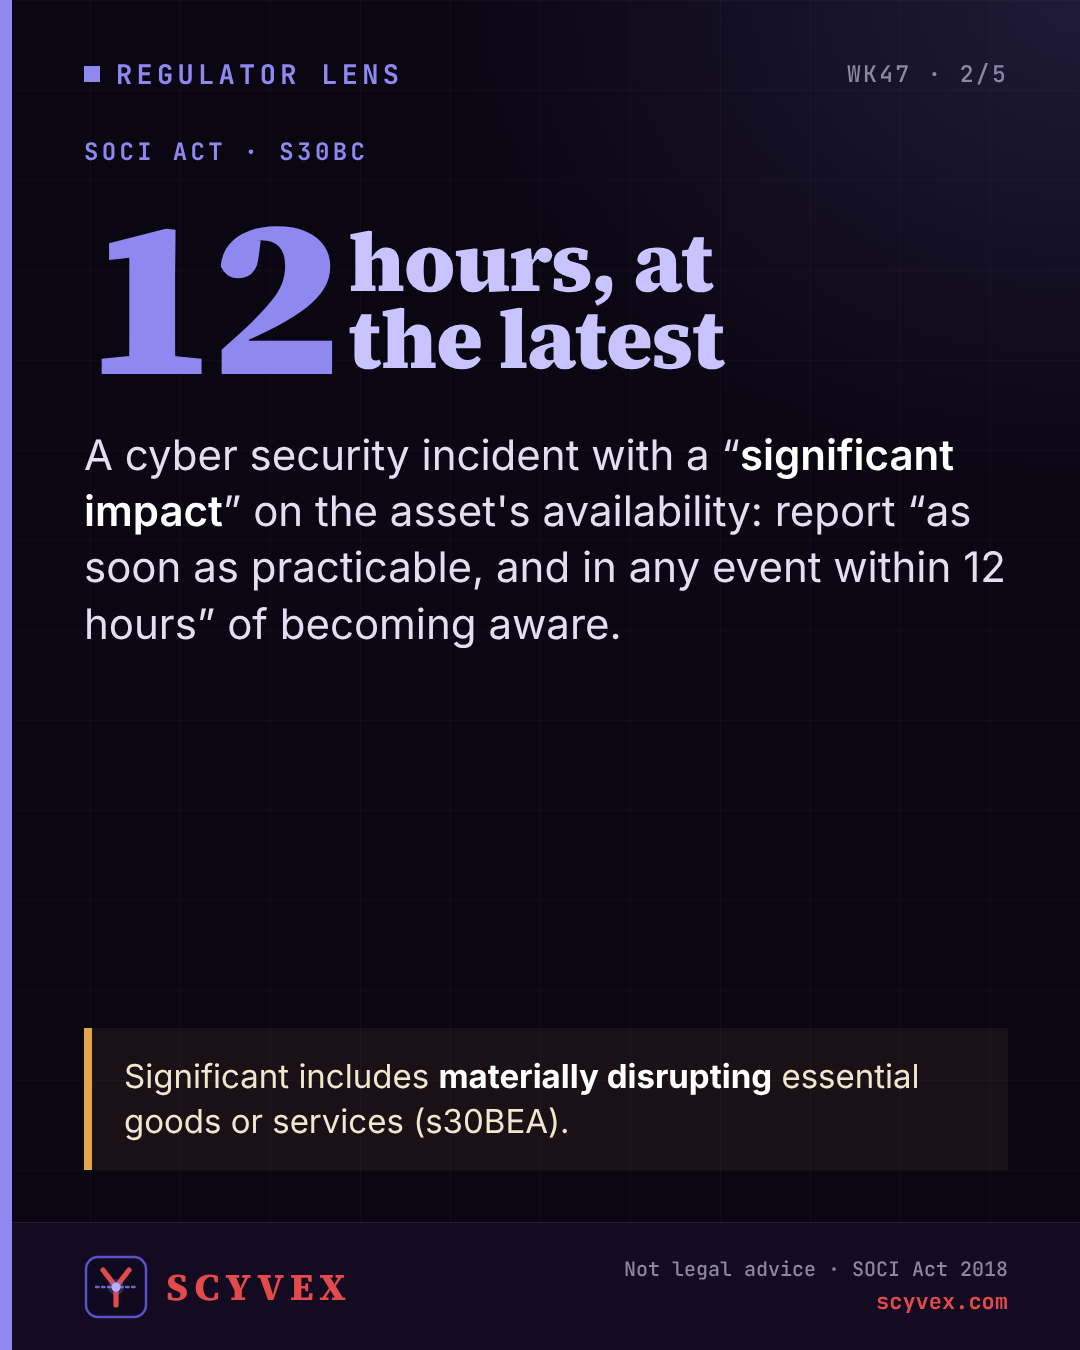 REGULATOR LENS
WK47 · 2/5
SOCI ACT · S30BC
12 hours, at
the latest
A cyber security incident with a “significant
impact” on the asset's availability: report “as
soon as practicable, and in any event within 12
hours” of becoming aware.
Significant includes materially disrupting essential
goods or services (s30BEA).
SCYVEX
Not legal advice · SOCI Act 2018
scyvex.com